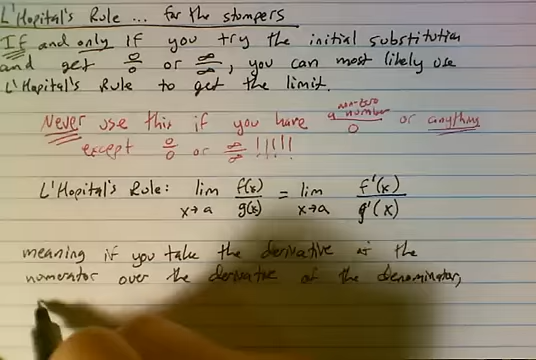 L'Hopital's Rule ... for the stompers
If and only if you try the initial substitution
and get 0/0 or ∞/∞, you can most likely use
L'Hopital's Rule to get the limit.
Never use this if you have a non-zero number/0 or anything
except 0/0 or ∞/∞ !!!!!
L'Hopital's Rule: lim x→a f(x)/g(x) = lim x→a f'(x)/g'(x)
meaning if you take the derivative of the
numerator over the derivative of the denominator,